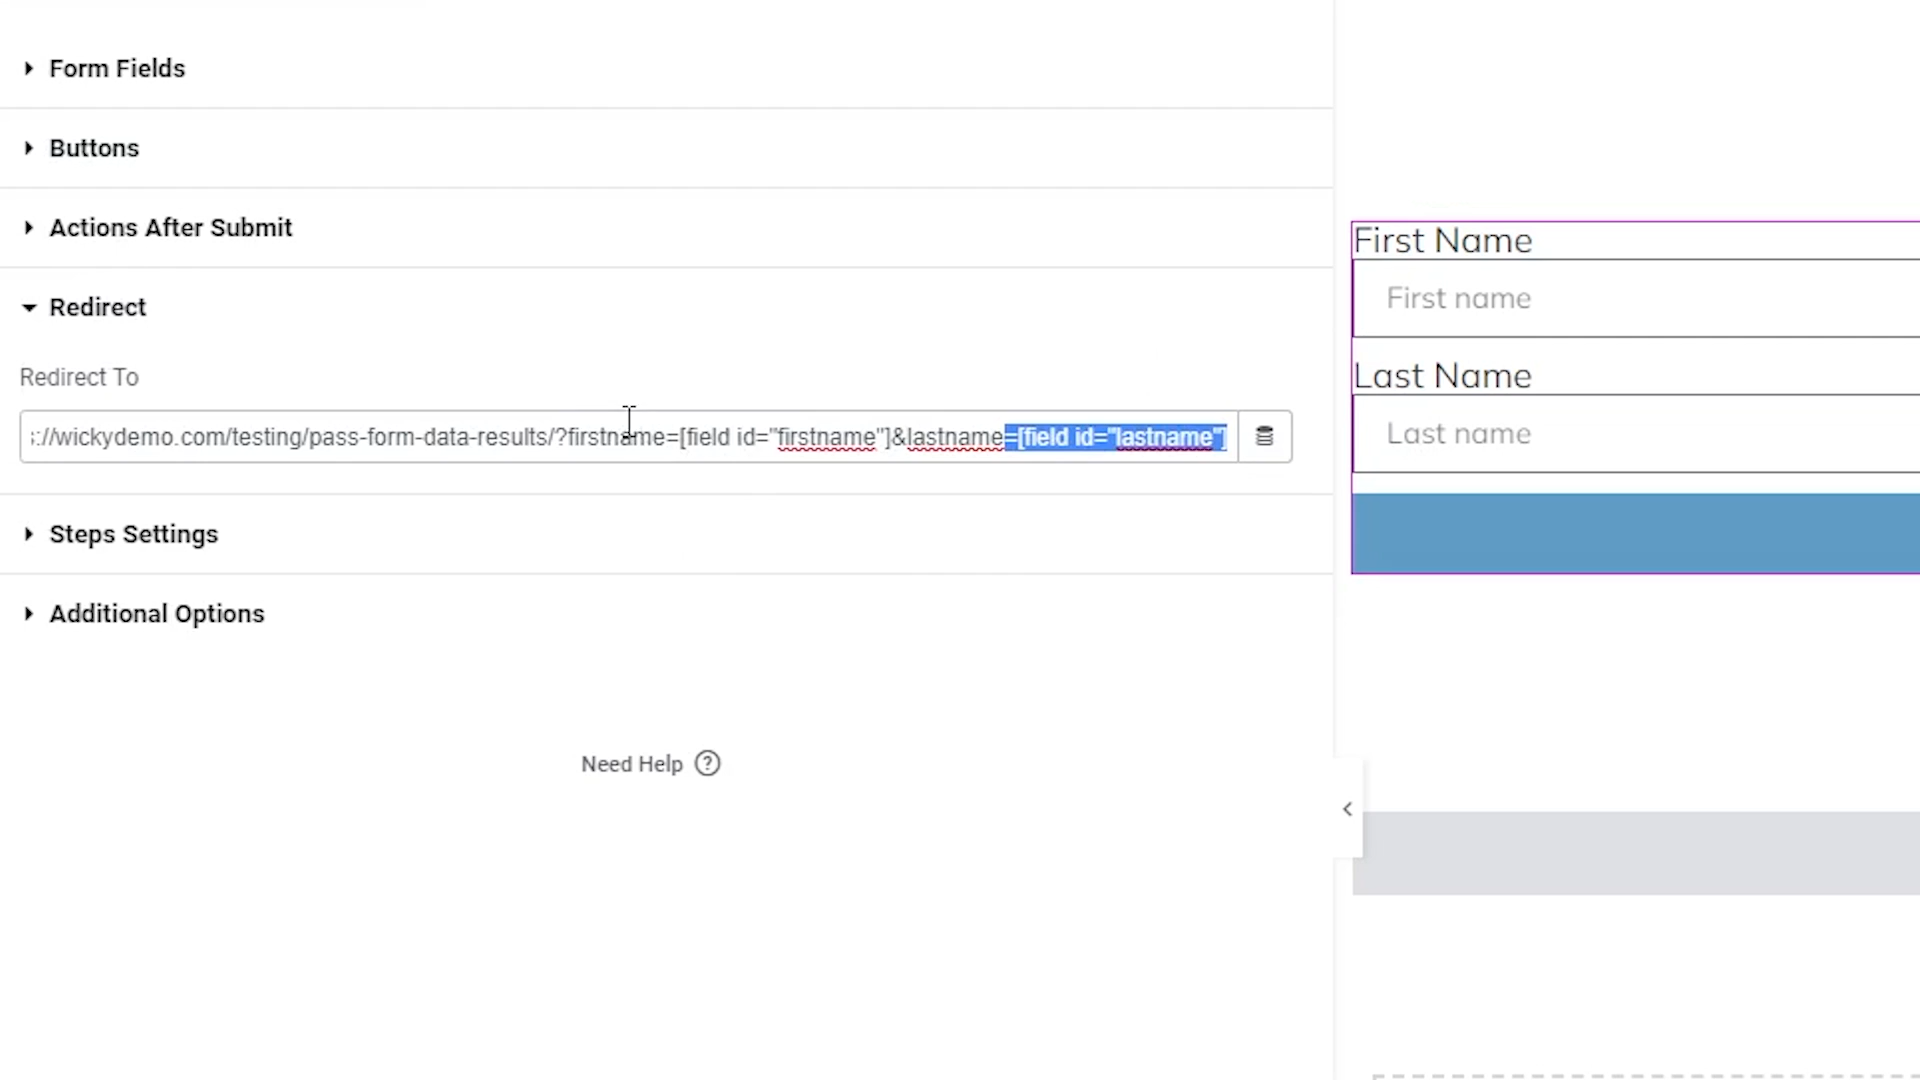 Form Fields
Buttons
Actions After Submit
Redirect
Redirect To
://wickydemo.com/testing/pass-form-data-results/?firstname=[field id="firstname"]&lastname=[field id="lastname"]
Steps Settings
Additional Options
Need Help
First Name
First name
Last Name
Last name